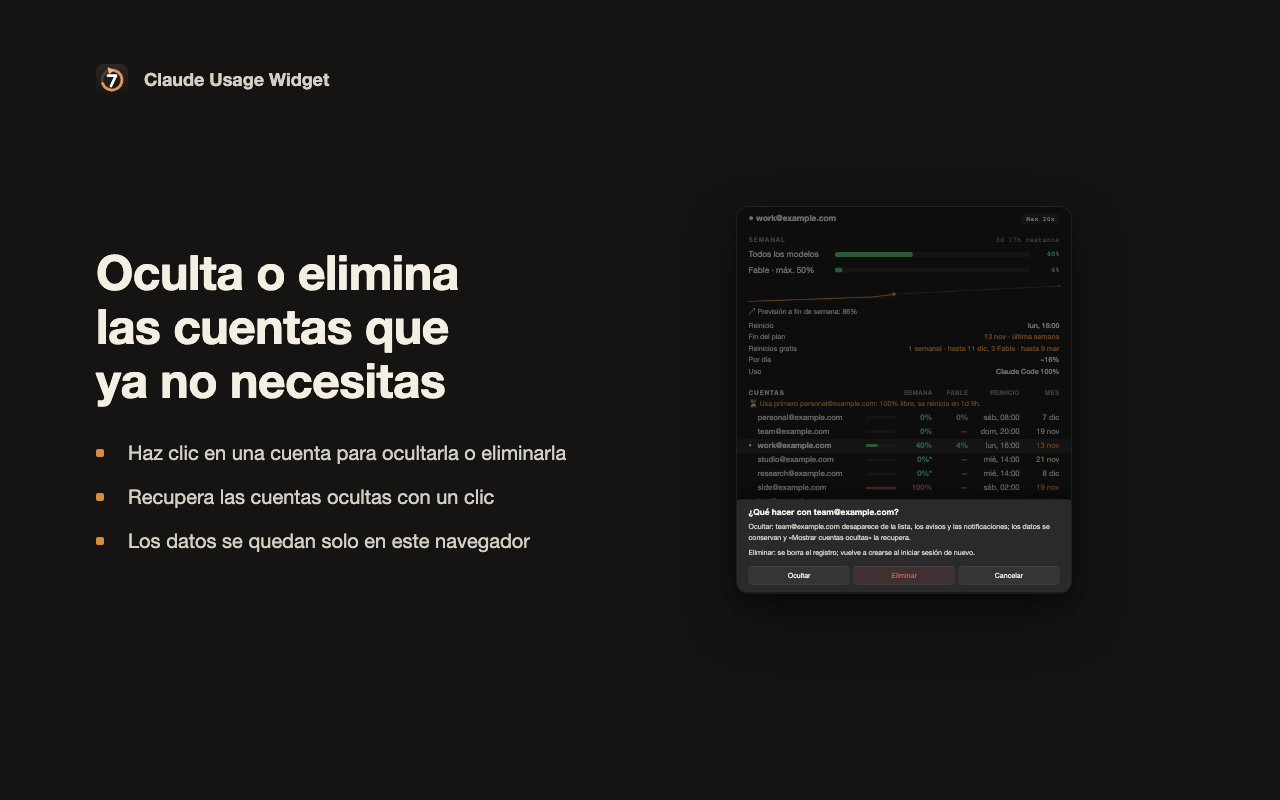 Claude Usage Widget
Oculta o elimina
las cuentas que
ya no necesitas
Haz clic en una cuenta para ocultarla o eliminarla
Recupera las cuentas ocultas con un clic
Los datos se quedan solo en este navegador
work@example.com Max 20x
SEMANAL 3d 17h restante
Todos los modelos 40%
Fable · máx. 50% 4%
Previsión a fin de semana: 86%
Reinicio lun, 16:00
Fin del plan 13 nov · última semana
Reinicios gratis 1 semanal · hasta 11 dic, 3 Fable · hasta 9 mar
Por día ~16%
Uso Claude Code 100%
CUENTAS SEMANA FABLE REINICIO MES
Usa primero personal@example.com: 100% libre, se reinicia en 1d 9h.
personal@example.com 0% 0% sáb, 08:00 7 dic
team@example.com 0% — dom, 20:00 19 nov
work@example.com 40% 4% lun, 16:00 13 nov
studio@example.com 0%* — mié, 14:00 21 nov
research@example.com 0%* — mié, 14:00 8 dic
side@example.com 100% — sáb, 02:00 19 nov
¿Qué hacer con team@example.com?
Ocultar: team@example.com desaparece de la lista, los avisos y las notificaciones; los datos se
conservan y «Mostrar cuentas ocultas» la recupera.
Eliminar: se borra el registro; vuelve a crearse al iniciar sesión de nuevo.
Ocultar Eliminar Cancelar